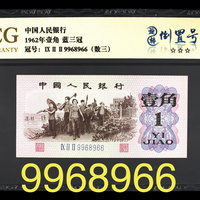 CG
RANTY
中国人民银行
1962年壹角 蓝三冠
冠号: IX II II 9968966 (数三)
倒置号
☆☆☆
中国人民银行
壹角
1
YI JIAO
IX II II 9968966
9968966